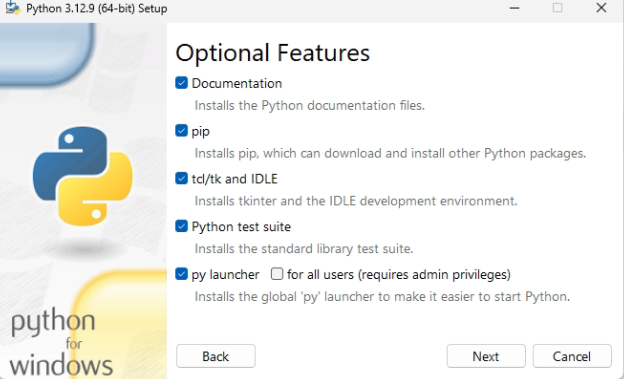 Python 3.12.9 (64-bit) Setup
Optional Features
Documentation
Installs the Python documentation files.
pip
Installs pip, which can download and install other Python packages.
tcl/tk and IDLE
Installs tkinter and the IDLE development environment.
Python test suite
Installs the standard library test suite.
py launcher for all users (requires admin privileges)
Installs the global 'py' launcher to make it easier to start Python.
python
for
windows
Back Next Cancel